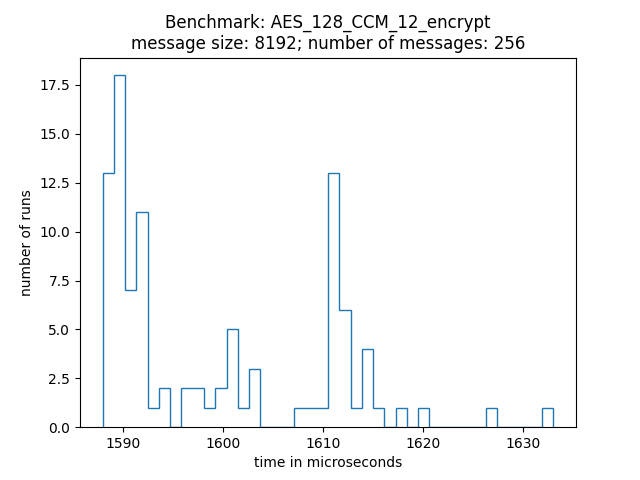 Benchmark: AES_128_CCM_12_encrypt
message size: 8192; number of messages: 256
17.5
15.0
12.5
10.0
7.5
5.0
2.5
0.0
number of runs
1590 1600 1610 1620 1630
time in microseconds